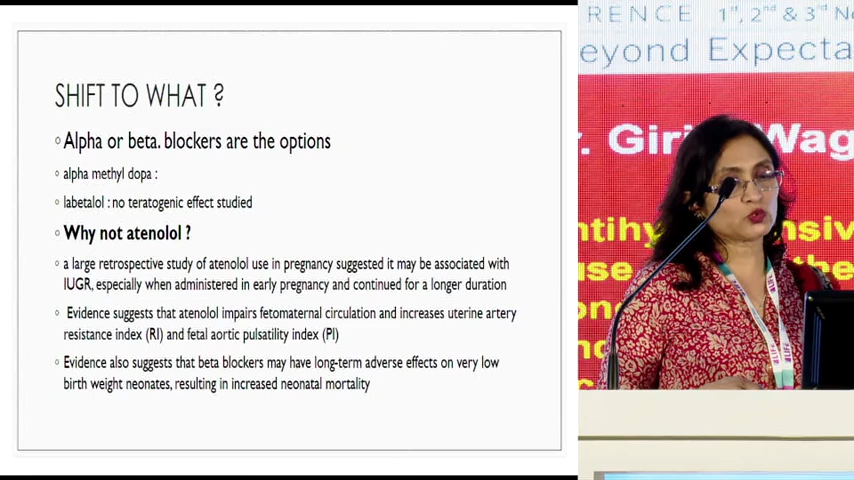 SHIFT TO WHAT ?
Alpha or beta. blockers are the options
alpha methyl dopa :
labetalol : no teratogenic effect studied
Why not atenolol ?
a large retrospective study of atenolol use in pregnancy suggested it may be associated with
IUGR, especially when administered in early pregnancy and continued for a longer duration
Evidence suggests that atenolol impairs fetomaternal circulation and increases uterine artery
resistance index (RI) and fetal aortic pulsatility index (PI)
Evidence also suggests that beta blockers may have long-term adverse effects on very low
birth weight neonates, resulting in increased neonatal mortality
RENCE 1st, 2nd & 3rd No
eyond Expecta
r. Giri Wag